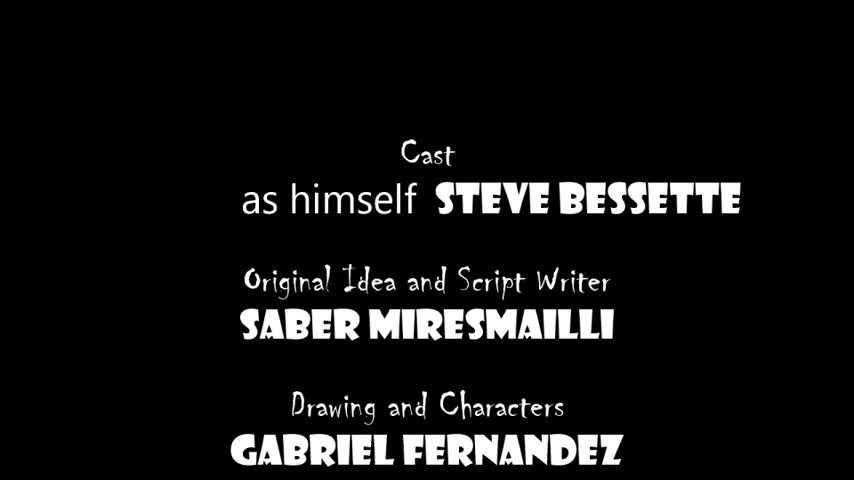 Cast
as himself STEVE BESSETTE
Original Idea and Script Writer
SABER MIRESMAILLI
Drawing and Characters
GABRIEL FERNANDEZ